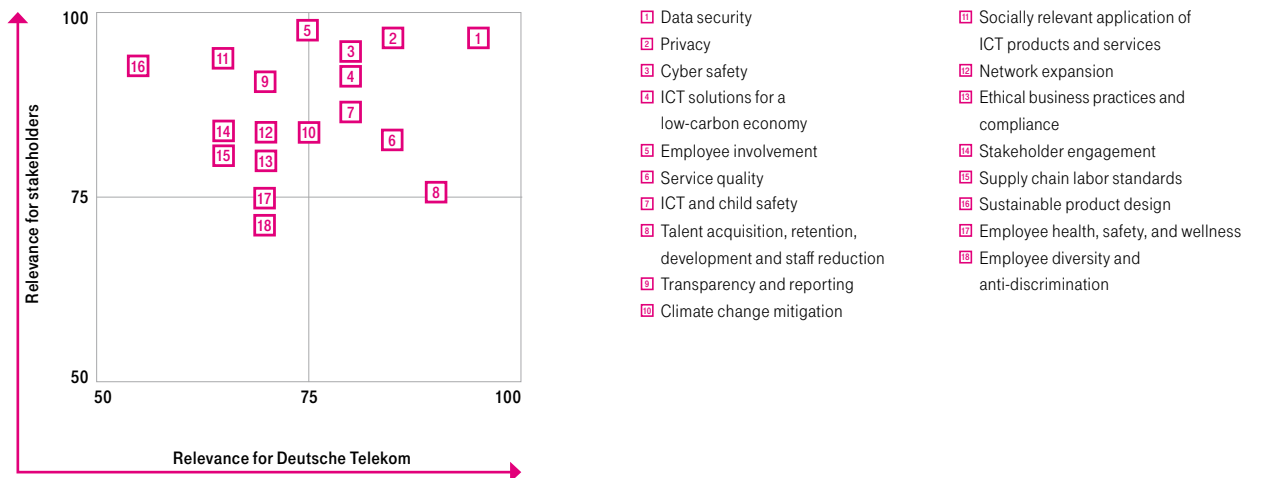 100
75
50
50
75
100
Relevance for stakeholders
Relevance for Deutsche Telekom
5
2
1
3
11
16
4
9
7
14
12
10
6
15
13
8
17
18
1 Data security
2 Privacy
3 Cyber safety
4 ICT solutions for a
low-carbon economy
5 Employee involvement
6 Service quality
7 ICT and child safety
8 Talent acquisition, retention,
development and staff reduction
9 Transparency and reporting
10 Climate change mitigation
11 Socially relevant application of
ICT products and services
12 Network expansion
13 Ethical business practices and
compliance
14 Stakeholder engagement
15 Supply chain labor standards
16 Sustainable product design
17 Employee health, safety, and wellness
18 Employee diversity and
anti-discrimination